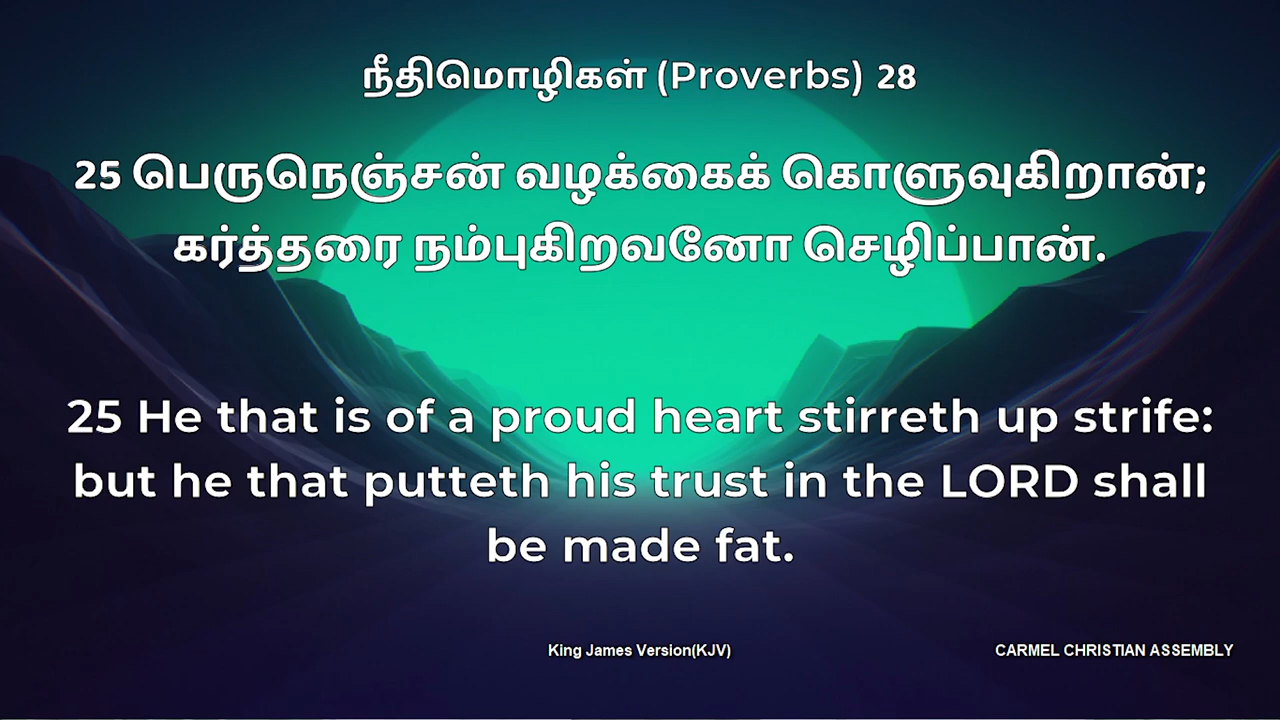 நீதிமொழிகள் (Proverbs) 28
25 பெருநெஞ்சன் வழக்கைக் கொளுவுகிறான்;
கர்த்தரை நம்புகிறவனோ செழிப்பான்.
25 He that is of a proud heart stirreth up strife:
but he that putteth his trust in the LORD shall
be made fat.
King James Version(KJV)
CARMEL CHRISTIAN ASSEMBLY